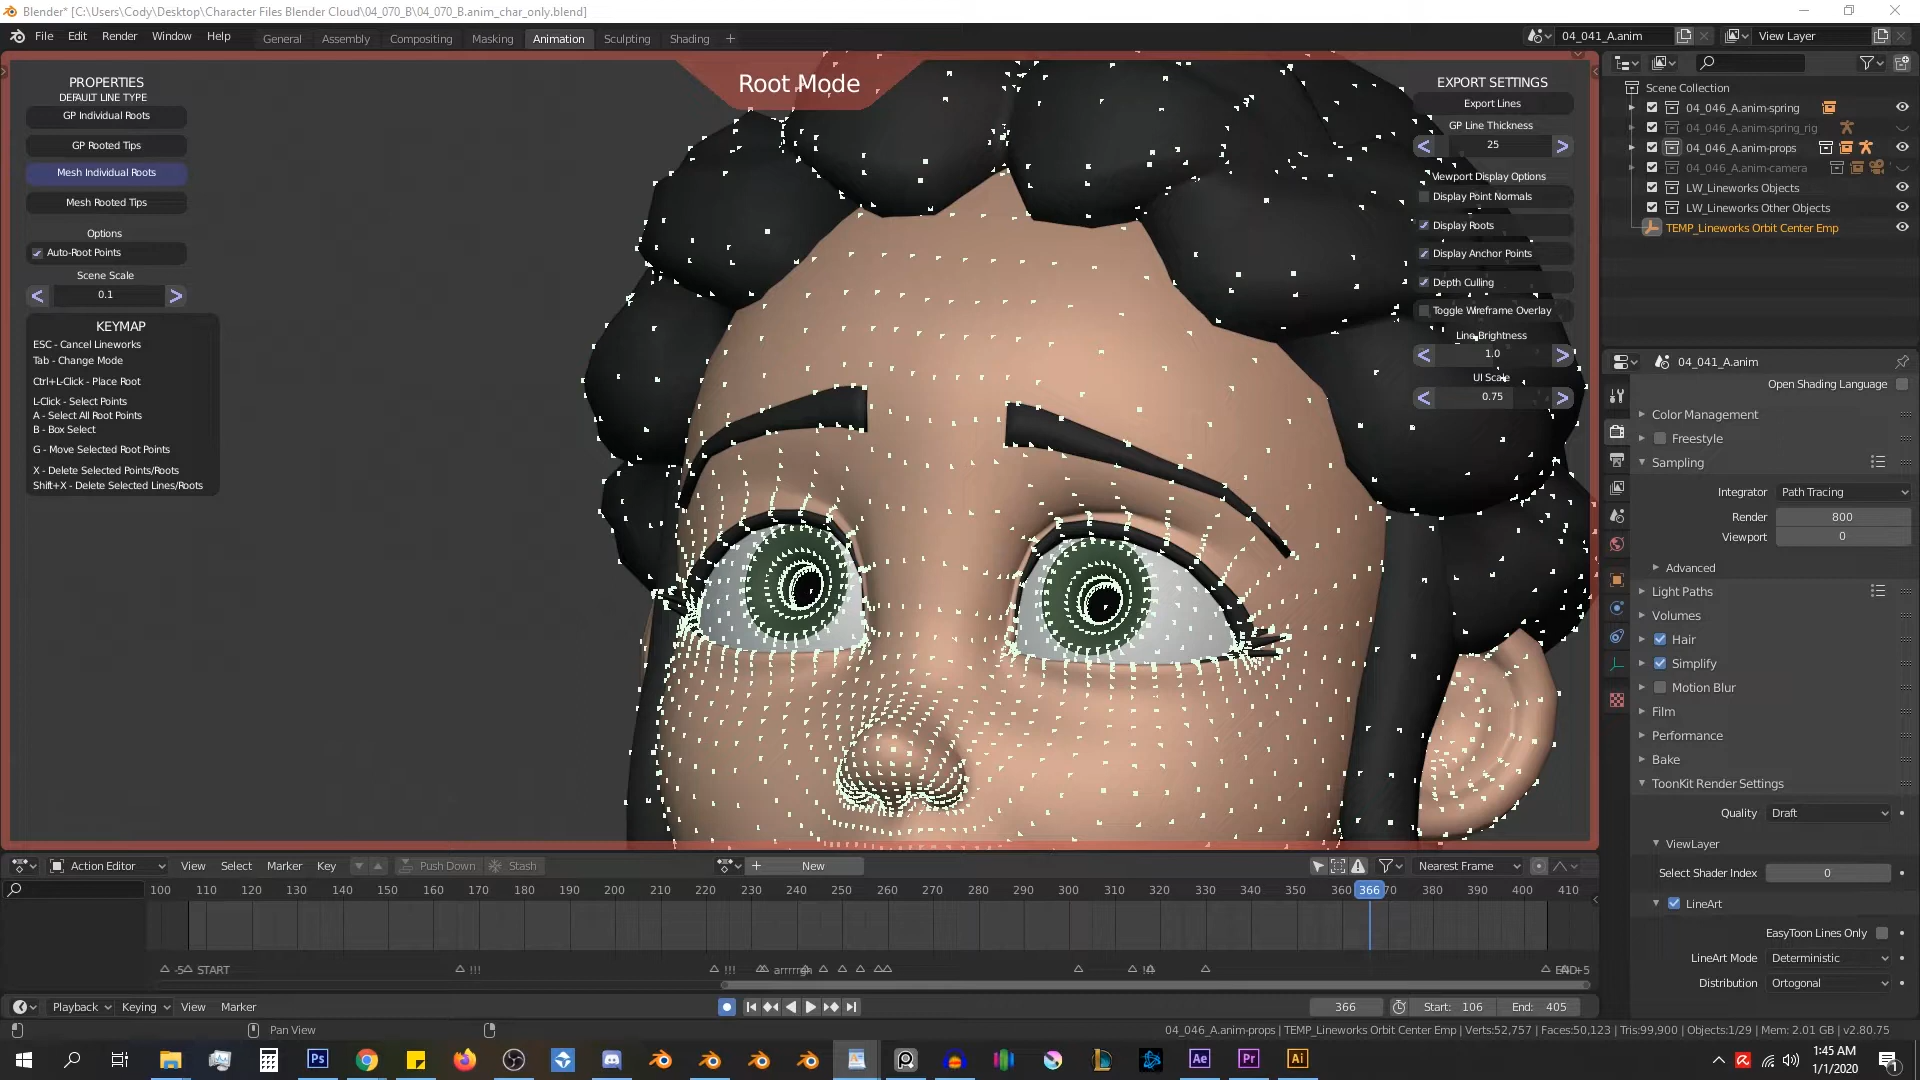 Blender* [C:\Users\Cody\Desktop\Character Files Blender Cloud\04_070_B\04_070_B.anim_char_only.blend]
File Edit Render Window Help
General Assembly Compositing Masking Animation Sculpting Shading +
04_041_A.anim
View Layer
Root Mode
PROPERTIES
DEFAULT LINE TYPE
GP Individual Roots
GP Rooted Tips
Mesh Individual Roots
Mesh Rooted Tips
Options
Auto-Root Points
Scene Scale
< 0.1 >
KEYMAP
ESC - Cancel Lineworks
Tab - Change Mode
Ctrl+L-Click - Place Root
L-Click - Select Points
A - Select All Root Points
B - Box Select
G - Move Selected Root Points
X - Delete Selected Points/Roots
Shift+X - Delete Selected Lines/Roots
EXPORT SETTINGS
Export Lines
GP Line Thickness
< 25 >
Viewport Display Options
Display Point Normals
Display Roots
Display Anchor Points
Depth Culling
Toggle Wireframe Overlay
Line Brightness
< 1.0 >
UI Scale
< 0.75 >
Scene Collection
04_046_A.anim-spring
04_046_A.anim-spring_rig
04_046_A.anim-props
04_046_A.anim-camera
LW_Lineworks Objects
LW_Lineworks Other Objects
TEMP_Lineworks Orbit Center Emp
04_041_A.anim
Open Shading Language
Color Management
Freestyle
Sampling
Integrator Path Tracing
Render 800
Viewport 0
Advanced
Light Paths
Volumes
Hair
Simplify
Motion Blur
Film
Performance
Bake
ToonKit Render Settings
Quality Draft
ViewLayer
Select Shader Index 0
LineArt
EasyToon Lines Only
LineArt Mode Deterministic
Distribution Ortogonal
Action Editor View Select Marker Key Push Down Stash + New Nearest Frame
100 110 120 130 140 150 160 170 180 190 200 210 220 230 240 250 260 270 280 290 300 310 320 330 340 350 360 366 70 380 390 400 410
-5 START !!! !!! arrrrgh END+5
Playback Keying View Marker 366 Start: 106 End: 405
Pan View
04_046_A.anim-props | TEMP_Lineworks Orbit Center Emp | Verts:52,757 | Faces:50,123 | Tris:99,900 | Objects:1/29 | Mem: 2.01 GB | v2.80.75
Ps Ae Pr Ai
1:45 AM
1/1/2020
1